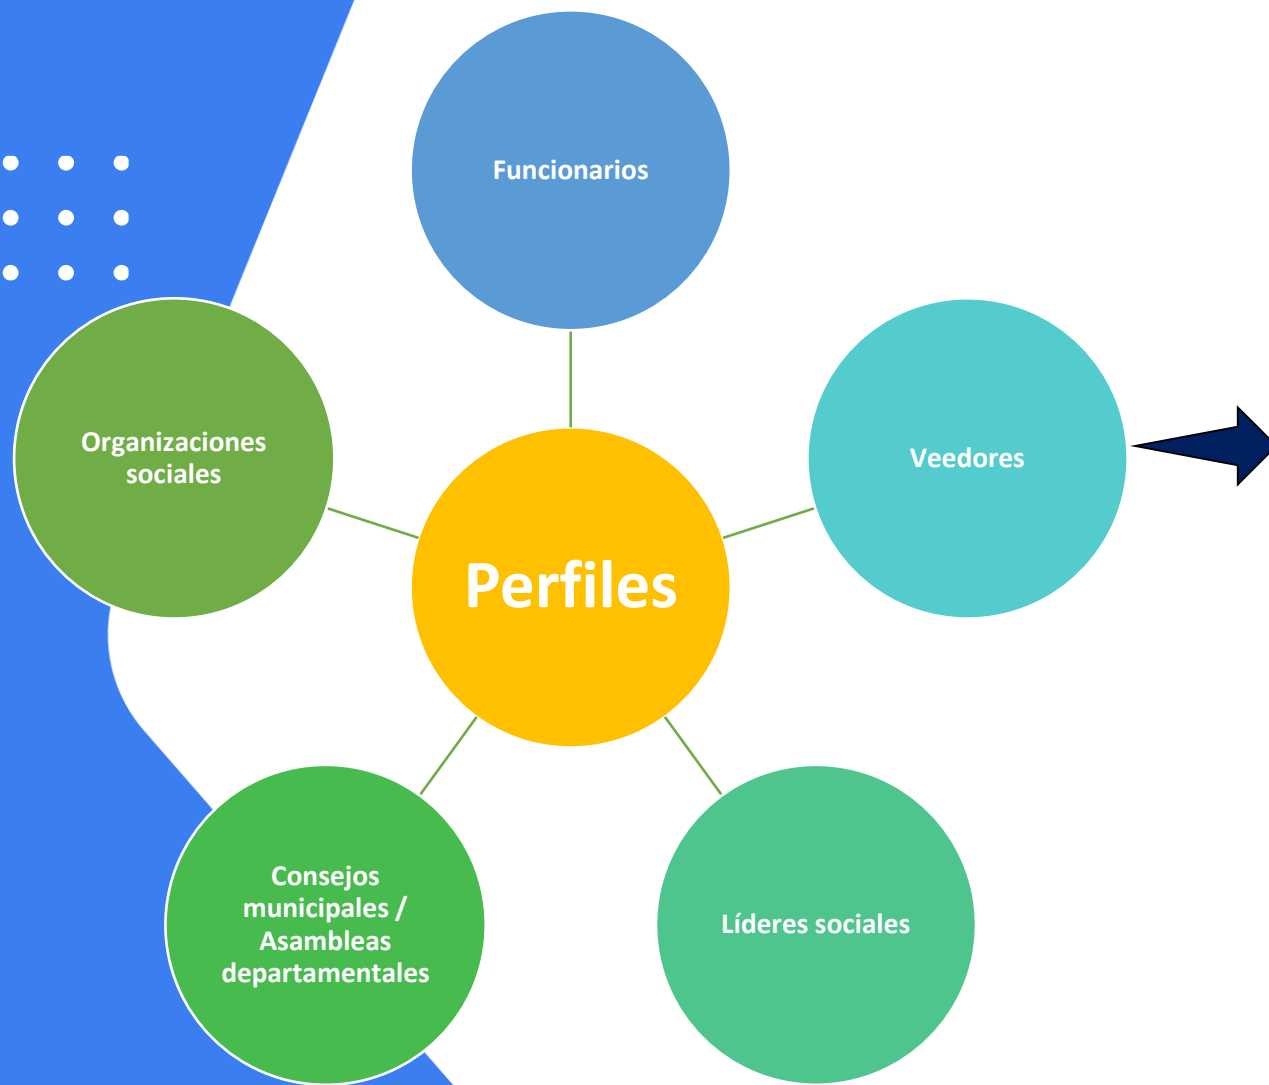 Funcionarios
Organizaciones
sociales
Veedores
Perfiles
Consejos
municipales /
Asambleas
departamentales
Líderes sociales